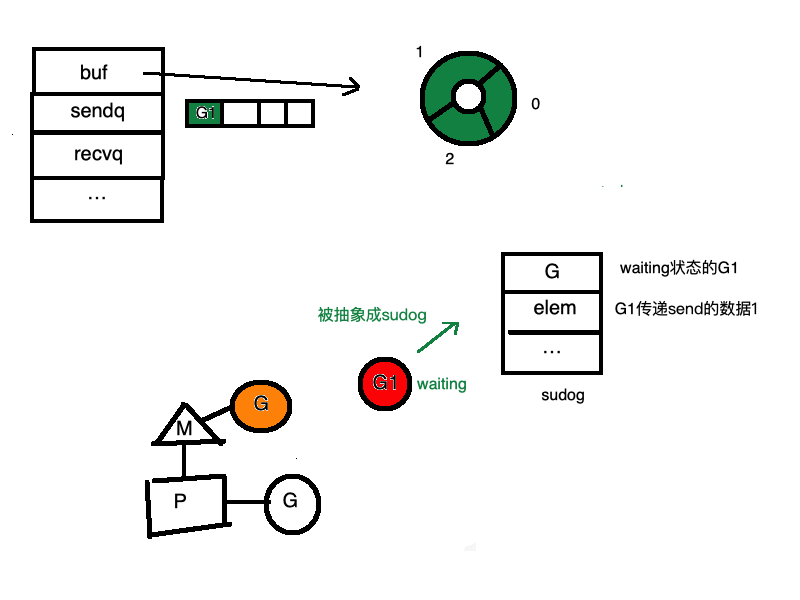 buf
sendq
recvq
...
G1
1
0
2
G
elem
...
sudog
waiting状态的G1
G1传递send的数据1
被抽象成sudog
G1
waiting
G
M
P
G